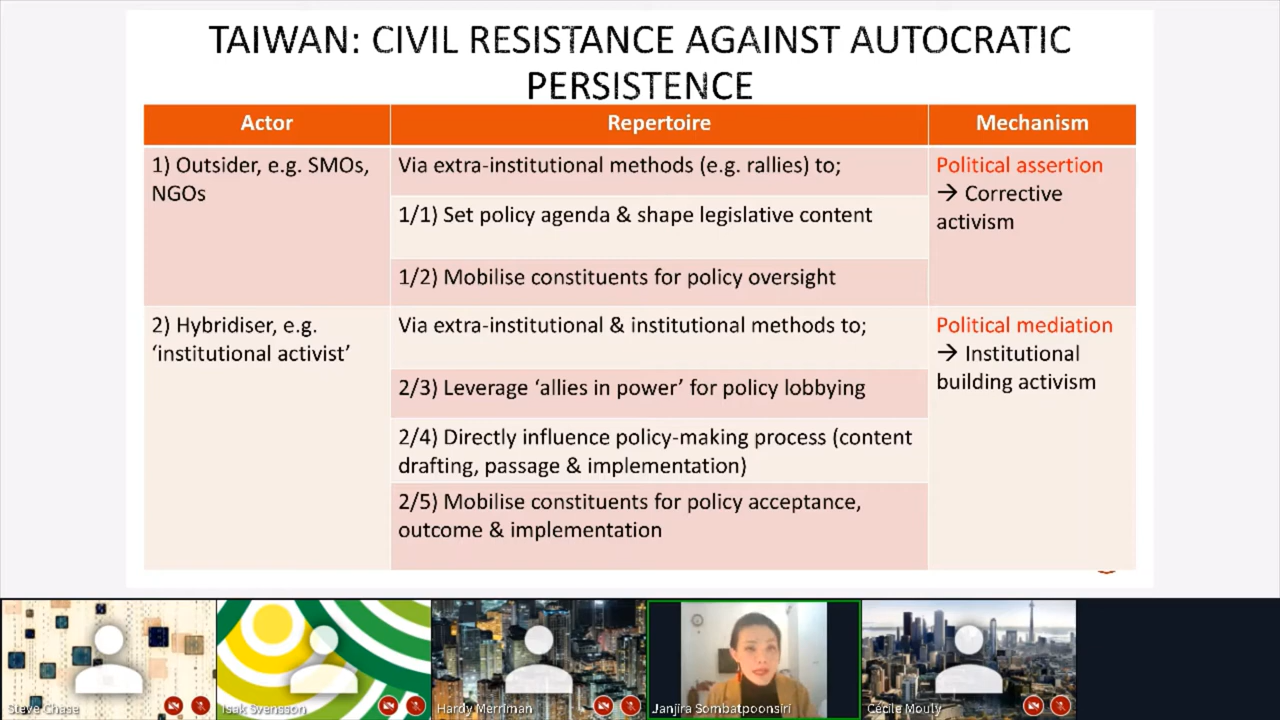 TAIWAN: CIVIL RESISTANCE AGAINST AUTOCRATIC
PERSISTENCE
Actor
Repertoire
Mechanism
1) Outsider, e.g. SMOs,
NGOs
Via extra-institutional methods (e.g. rallies) to;
1/1) Set policy agenda & shape legislative content
1/2) Mobilise constituents for policy oversight
Political assertion
→ Corrective
activism
2) Hybridiser, e.g.
‘institutional activist’
Via extra-institutional & institutional methods to;
2/3) Leverage ‘allies in power’ for policy lobbying
2/4) Directly influence policy-making process (content
drafting, passage & implementation)
2/5) Mobilise constituents for policy acceptance,
outcome & implementation
Political mediation
→ Institutional
building activism
Steve Chase
Isak Svensson
Hardy Merriman
Janjira Sombatpoonsiri
Cécile Mouly